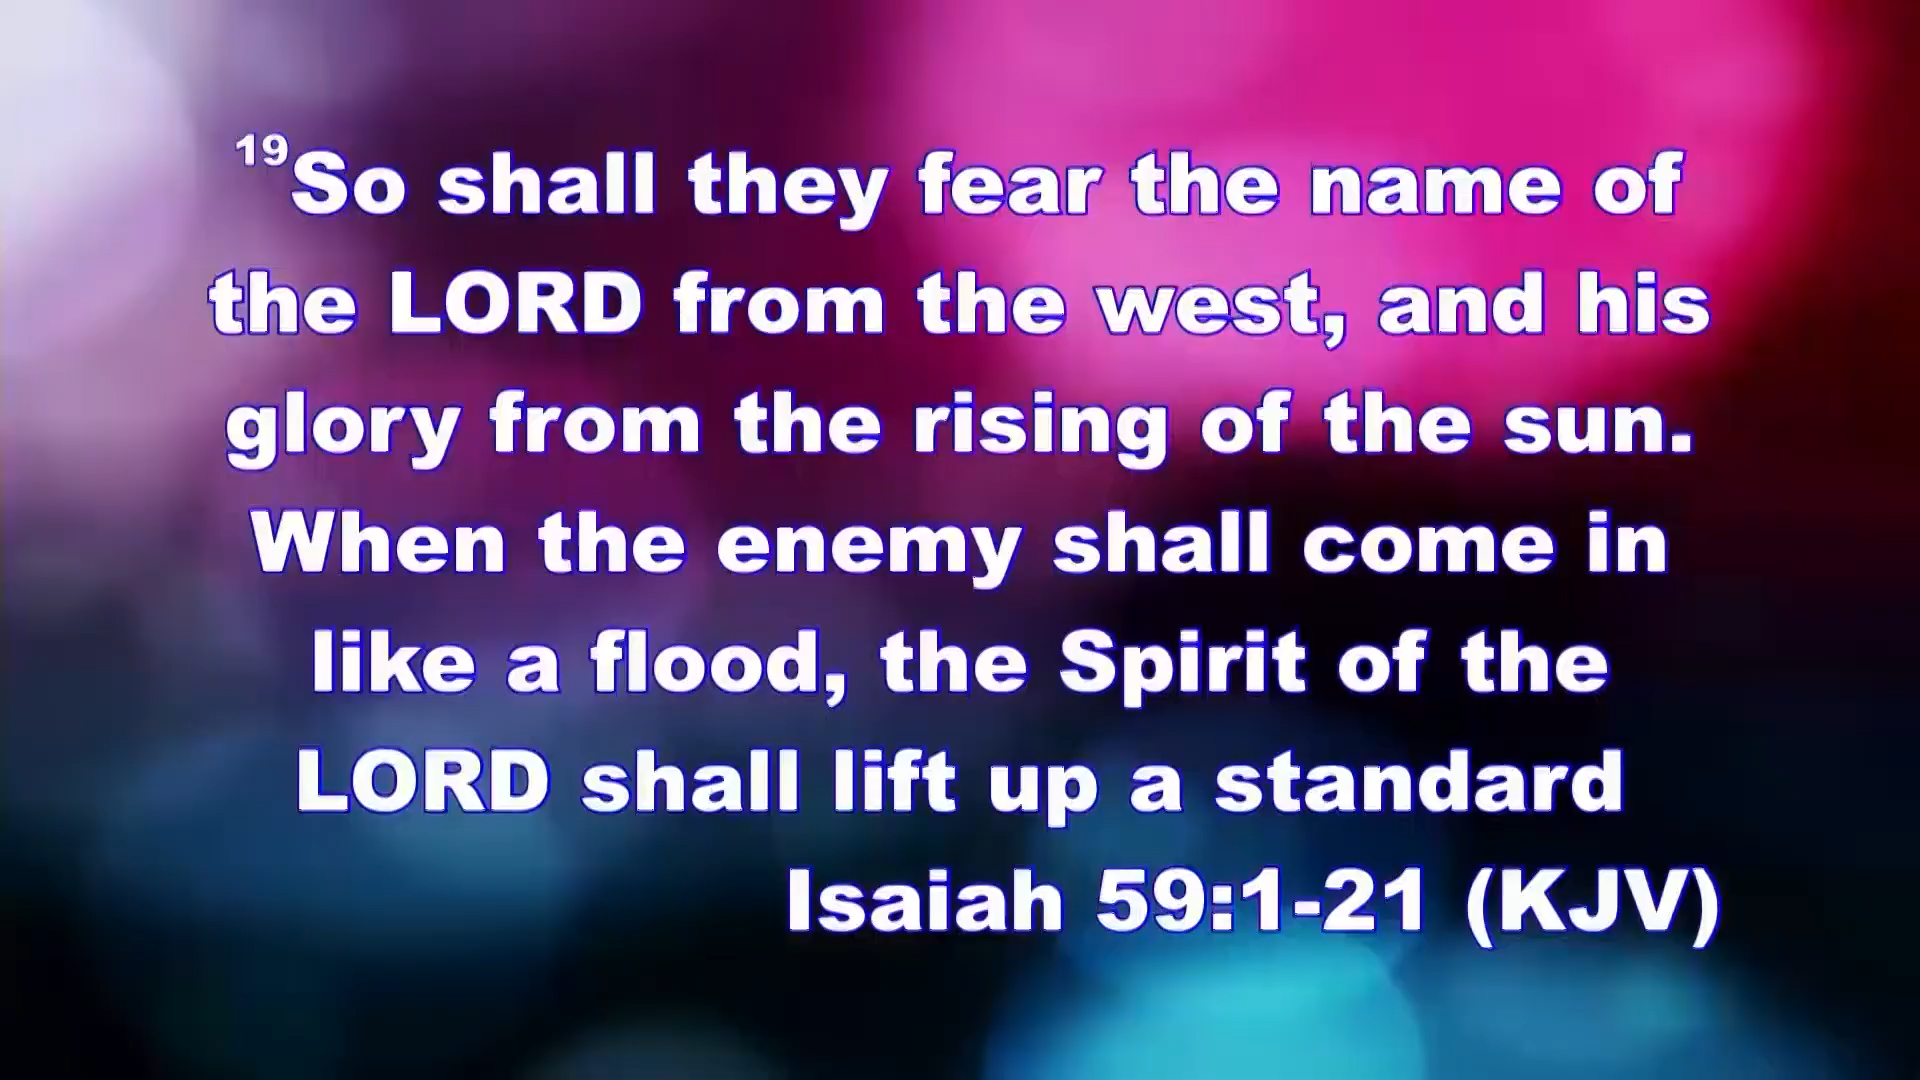 19So shall they fear the name of
the LORD from the west, and his
glory from the rising of the sun.
When the enemy shall come in
like a flood, the Spirit of the
LORD shall lift up a standard
Isaiah 59:1-21 (KJV)